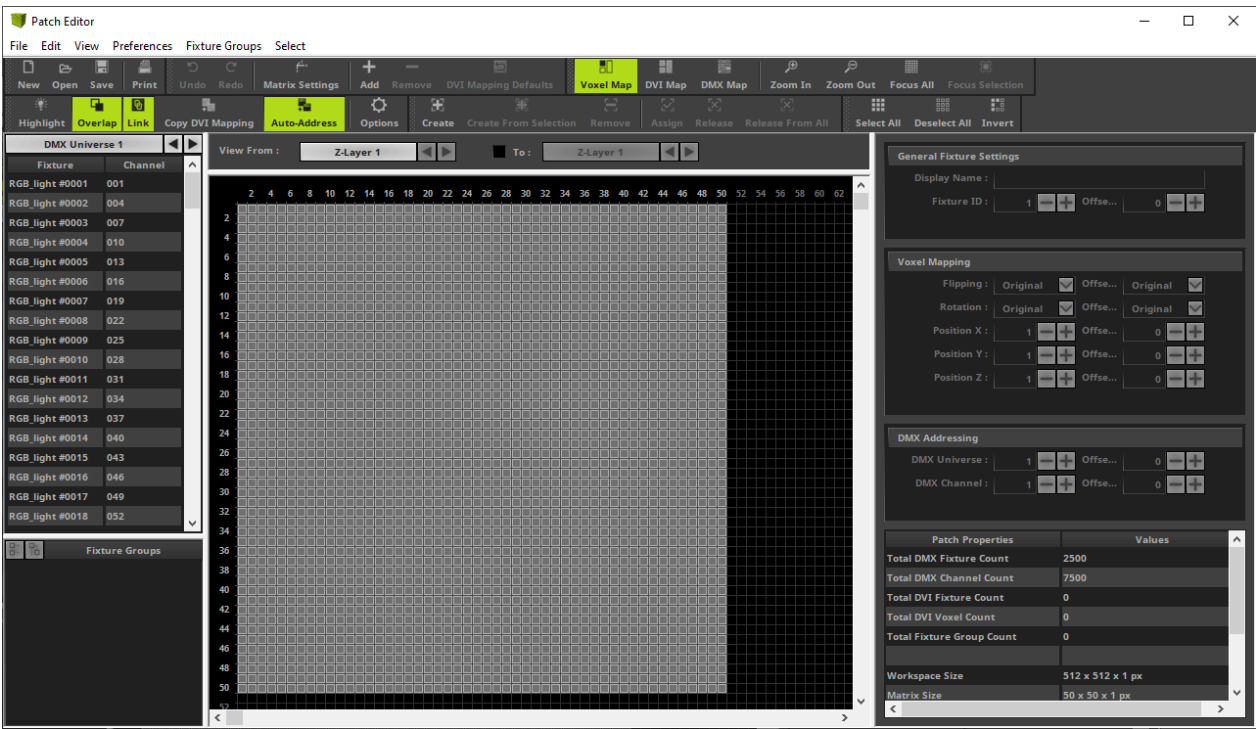 Patch Editor
File Edit View Preferences Fixture Groups Select
New Open Save Print Undo Redo Matrix Settings Add Remove DVI Mapping Defaults Voxel Map DVI Map DMX Map Zoom In Zoom Out Focus All Focus Selection
Highlight Overlap Link Copy DVI Mapping Auto-Address Options Create Create From Selection Remove Assign Release Release From All Select All Deselect All Invert
DMX Universe 1
Fixture Channel
RGB_light #0001 001
RGB_light #0002 004
RGB_light #0003 007
RGB_light #0004 010
RGB_light #0005 013
RGB_light #0006 016
RGB_light #0007 019
RGB_light #0008 022
RGB_light #0009 025
RGB_light #0010 028
RGB_light #0011 031
RGB_light #0012 034
RGB_light #0013 037
RGB_light #0014 040
RGB_light #0015 043
RGB_light #0016 046
RGB_light #0017 049
RGB_light #0018 052
Fixture Groups
View From : Z-Layer 1 To : Z-Layer 1
2 4 6 8 10 12 14 16 18 20 22 24 26 28 30 32 34 36 38 40 42 44 46 48 50 52 54 56 58 60 62
2
4
6
8
10
12
14
16
18
20
22
24
26
28
30
32
34
36
38
40
42
44
46
48
50
52
General Fixture Settings
Display Name :
Fixture ID : 1 Offse... 0
Voxel Mapping
Flipping : Original Offse... Original
Rotation : Original Offse... Original
Position X : 1 Offse... 0
Position Y : 1 Offse... 0
Position Z : 1 Offse... 0
DMX Addressing
DMX Universe : 1 Offse... 0
DMX Channel : 1 Offse... 0
Patch Properties Values
Total DMX Fixture Count 2500
Total DMX Channel Count 7500
Total DVI Fixture Count 0
Total DVI Voxel Count 0
Total Fixture Group Count 0
Workspace Size 512 x 512 x 1 px
Matrix Size 50 x 50 x 1 px